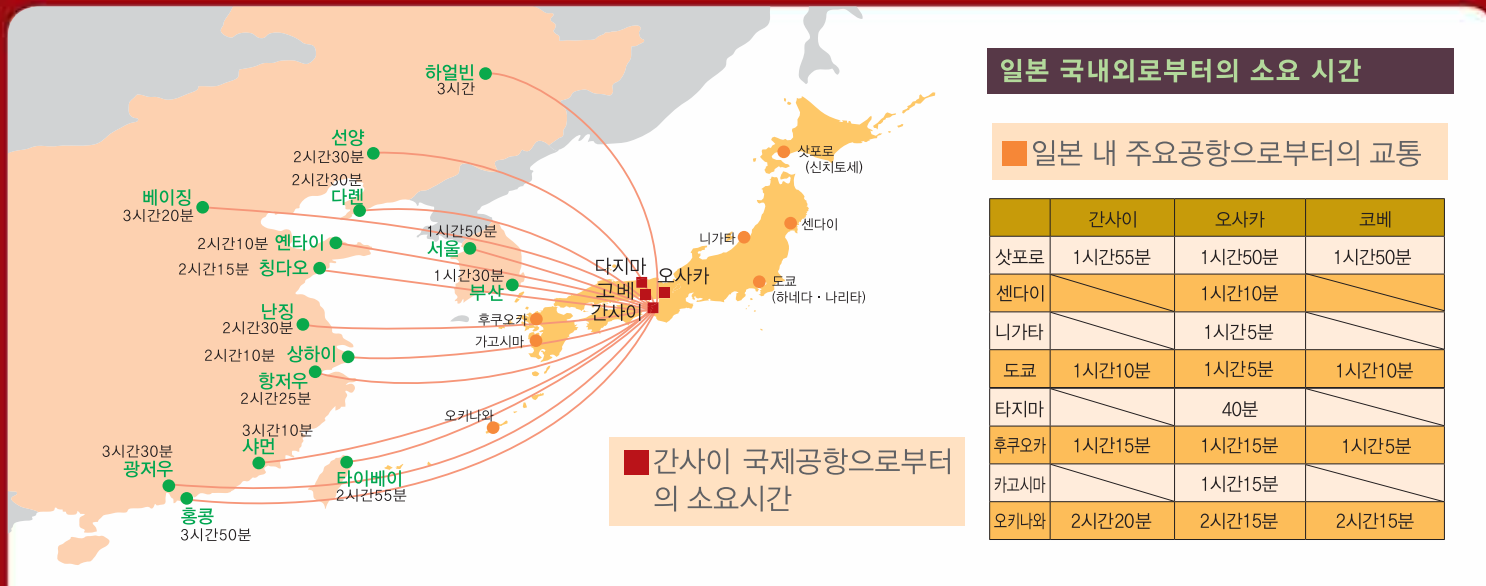 하얼빈
3시간
선양
2시간30분
2시간30분
다롄
베이징
3시간20분
2시간10분 옌타이
2시간15분 칭다오
1시간50분
서울
1시간30분
부산
난징
2시간30분
2시간10분 상하이
항저우
2시간25분
3시간10분
샤먼
3시간30분
광저우
홍콩
3시간50분
타이베이
2시간55분
다지마
오사카
고베
간사이
후쿠오카
가고시마
오키나와
삿포로
(신치토세)
센다이
니가타
도쿄
(하네다·나리타)
간사이 국제공항으로부터
의 소요시간
일본 국내외로부터의 소요 시간
일본 내 주요공항으로부터의 교통
간사이 오사카 코베
삿포로 1시간55분 1시간50분 1시간50분
센다이 1시간10분
니가타 1시간5분
도쿄 1시간10분 1시간5분 1시간10분
타지마 40분
후쿠오카 1시간15분 1시간15분 1시간5분
카고시마 1시간15분
오키나와 2시간20분 2시간15분 2시간15분